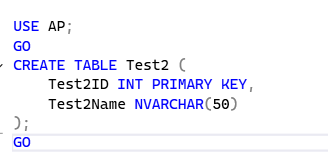 USE AP;
GO
CREATE TABLE Test2 (
    Test2ID INT PRIMARY KEY,
    Test2Name NVARCHAR(50)
);
GO